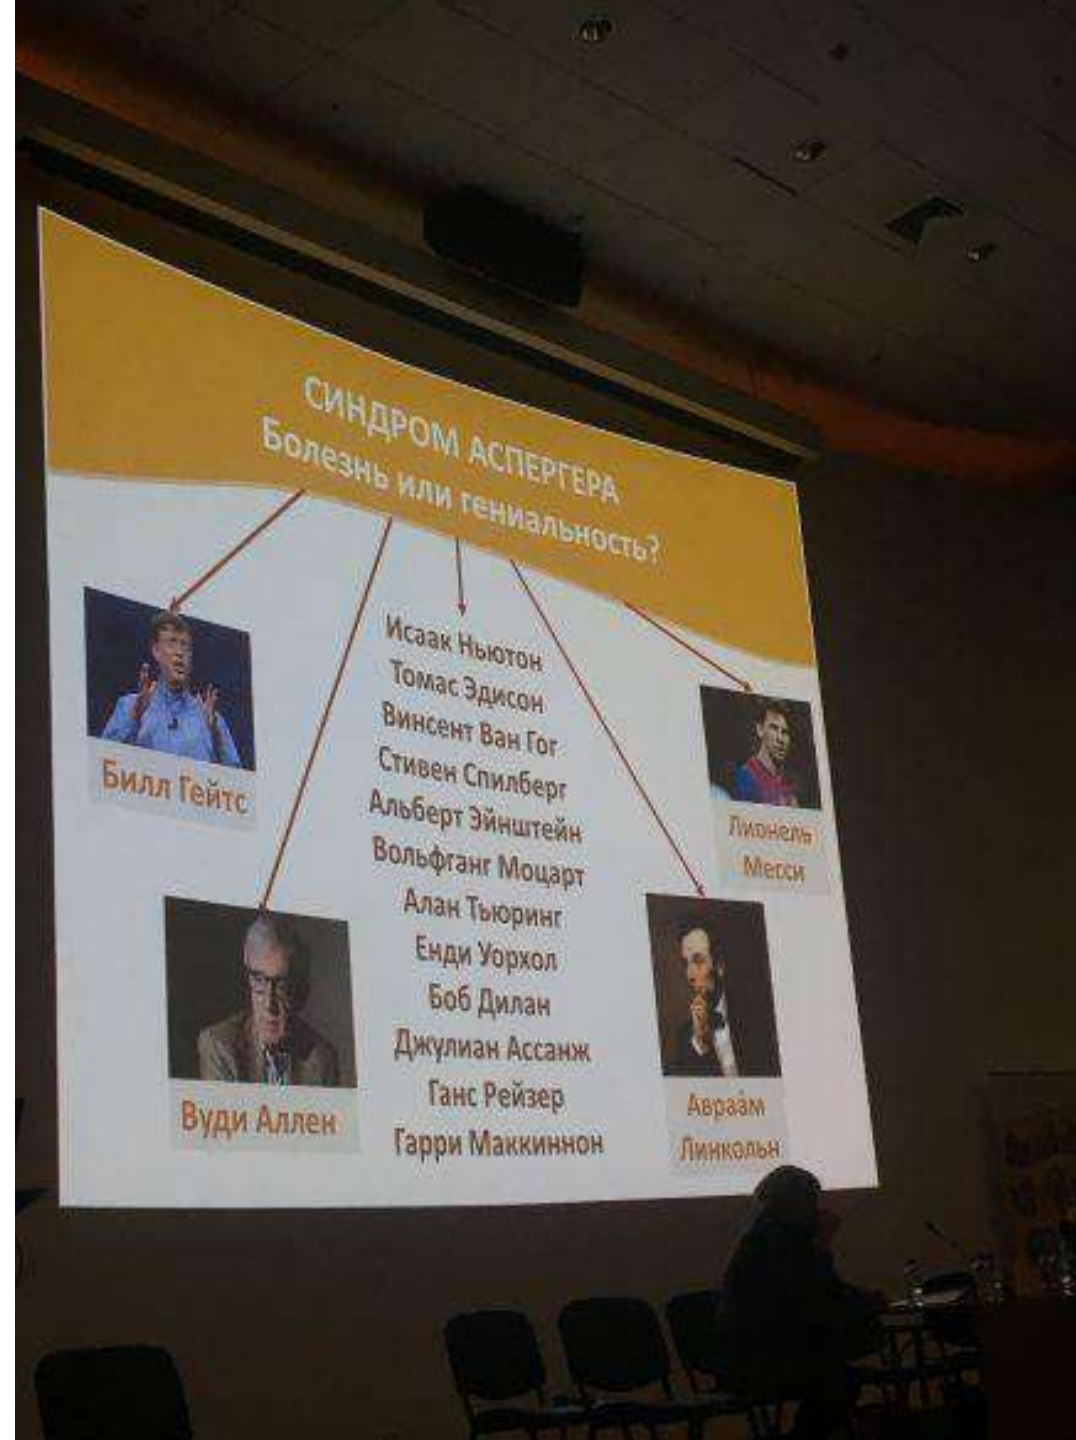 СИНДРОМ АСПЕРГЕРА
Болезнь или гениальность?
Билл Гейтс
Вуди Аллен
Исаак Ньютон
Томас Эдисон
Винсент Ван Гог
Стивен Спилберг
Альберт Эйнштейн
Вольфганг Моцарт
Алан Тьюринг
Енди Уорхол
Боб Дилан
Джулиан Ассанж
Ганс Рейзер
Гарри Маккиннон
Лионель
Месси
Авраа́м
Линкольн